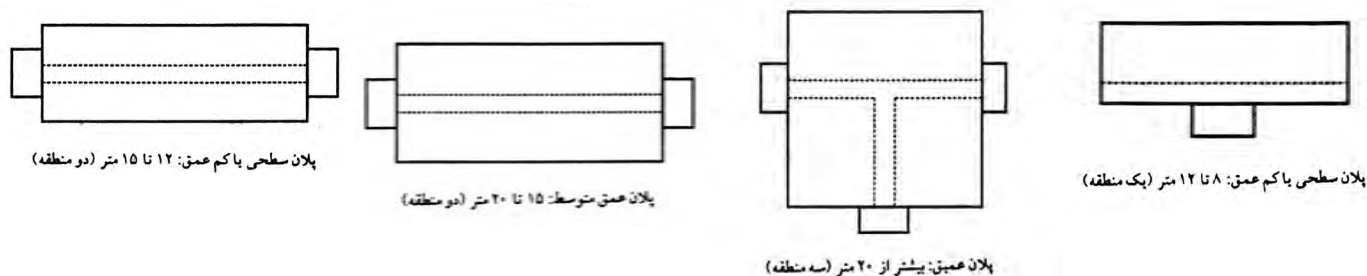 پلان سطحی یا کم عمق: ۸ تا ۱۲ متر (یک منطقه)
پلان عمیق: بیشتر از ۲۰ متر (سه منطقه)
پلان عمق متوسط: ۱۵ تا ۲۰ متر (دو منطقه)
پلان سطحی یا کم عمق: ۱۲ تا ۱۵ متر (دو منطقه)